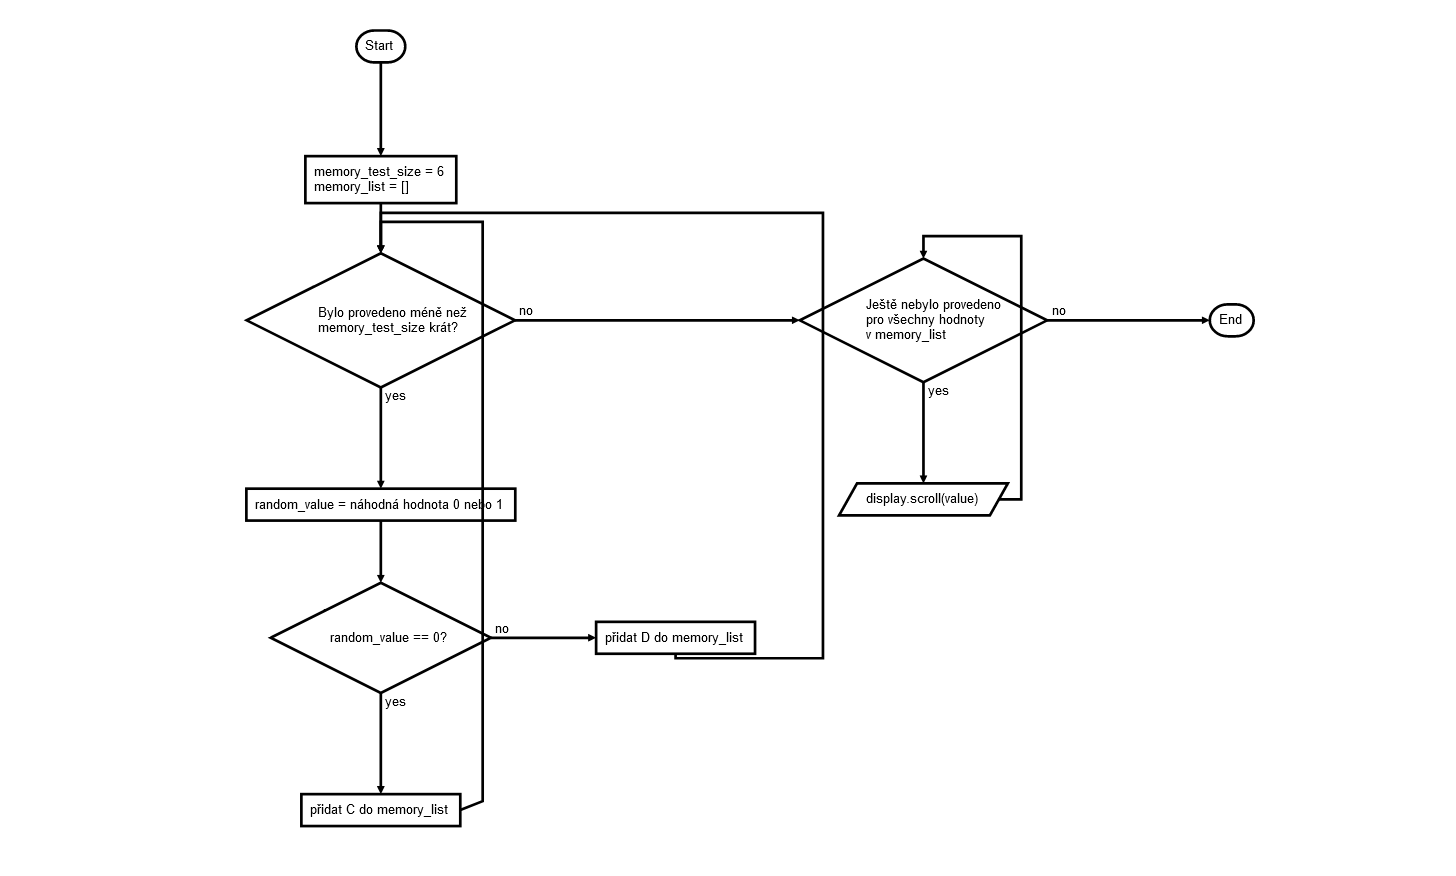 Start
memory_test_size = 6
memory_list = []
Bylo provedeno méně než
memory_test_size krát?
no
yes
Ještě nebylo provedeno
pro všechny hodnoty
v memory_list
no
yes
End
display.scroll(value)
random_value = náhodná hodnota 0 nebo 1
random_value == 0?
no
yes
přidat D do memory_list
přidat C do memory_list